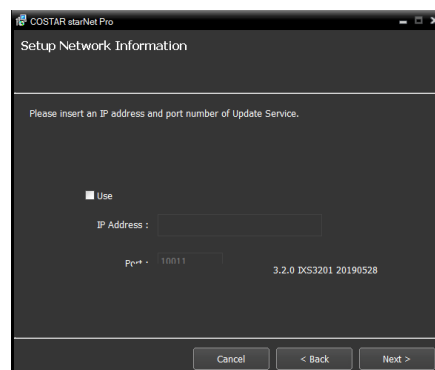 COSTAR starNet Pro
Setup Network Information
Please insert an IP address and port number of Update Service.
Use
IP Address :
Port : 10011
3.2.0 IXS3201 20190528
Cancel < Back Next >